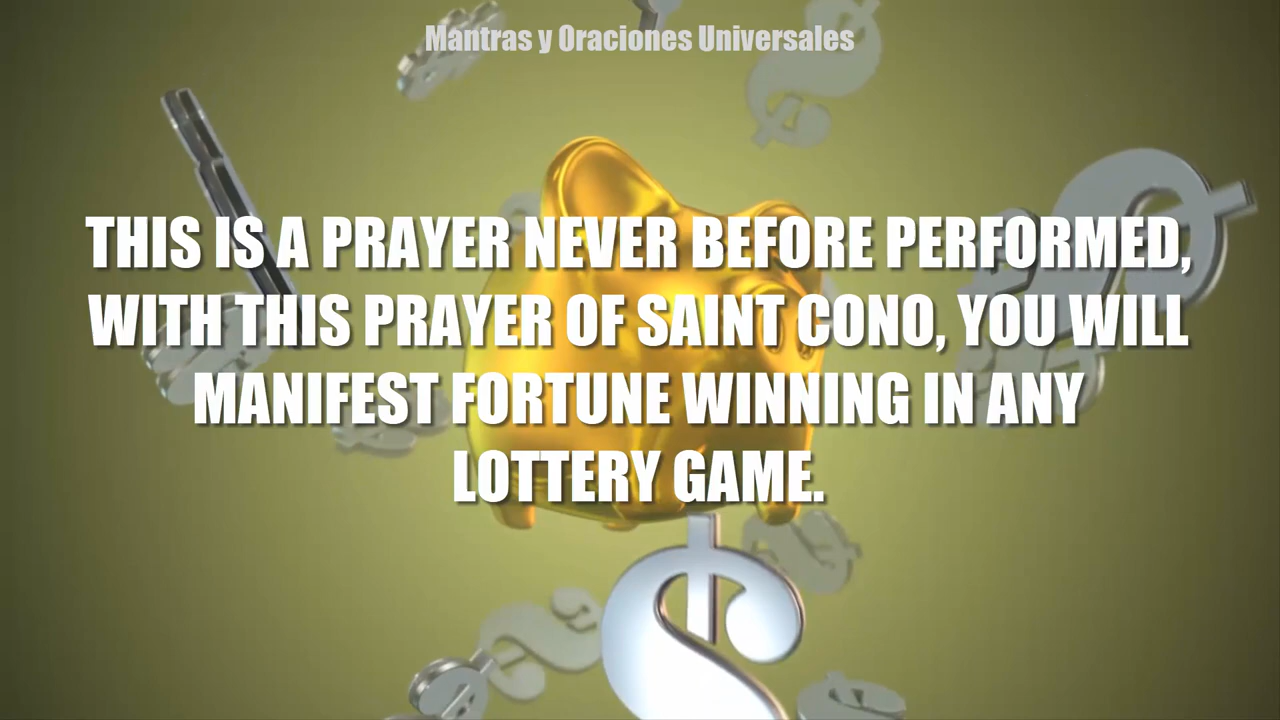 Mantras y Oraciones Universales
THIS IS A PRAYER NEVER BEFORE PERFORMED,
WITH THIS PRAYER OF SAINT CONO, YOU WILL
MANIFEST FORTUNE WINNING IN ANY
LOTTERY GAME.